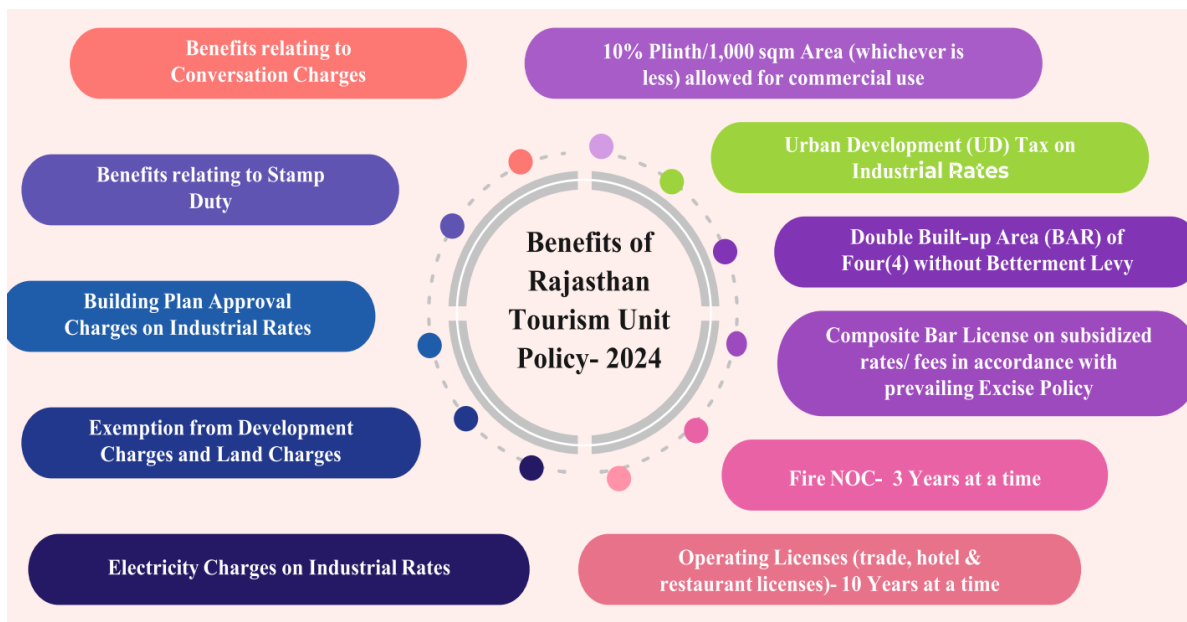 Benefits relating to
Conversation Charges
10% Plinth/1,000 sqm Area (whichever is
less) allowed for commercial use
Urban Development (UD) Tax on
Industrial Rates
Benefits relating to Stamp
Duty
Double Built-up Area (BAR) of
Four(4) without Betterment Levy
Benefits of
Rajasthan
Tourism Unit
Policy- 2024
Building Plan Approval
Charges on Industrial Rates
Composite Bar License on subsidized
rates/ fees in accordance with
prevailing Excise Policy
Exemption from Development
Charges and Land Charges
Fire NOC- 3 Years at a time
Electricity Charges on Industrial Rates
Operating Licenses (trade, hotel &
restaurant licenses)- 10 Years at a time